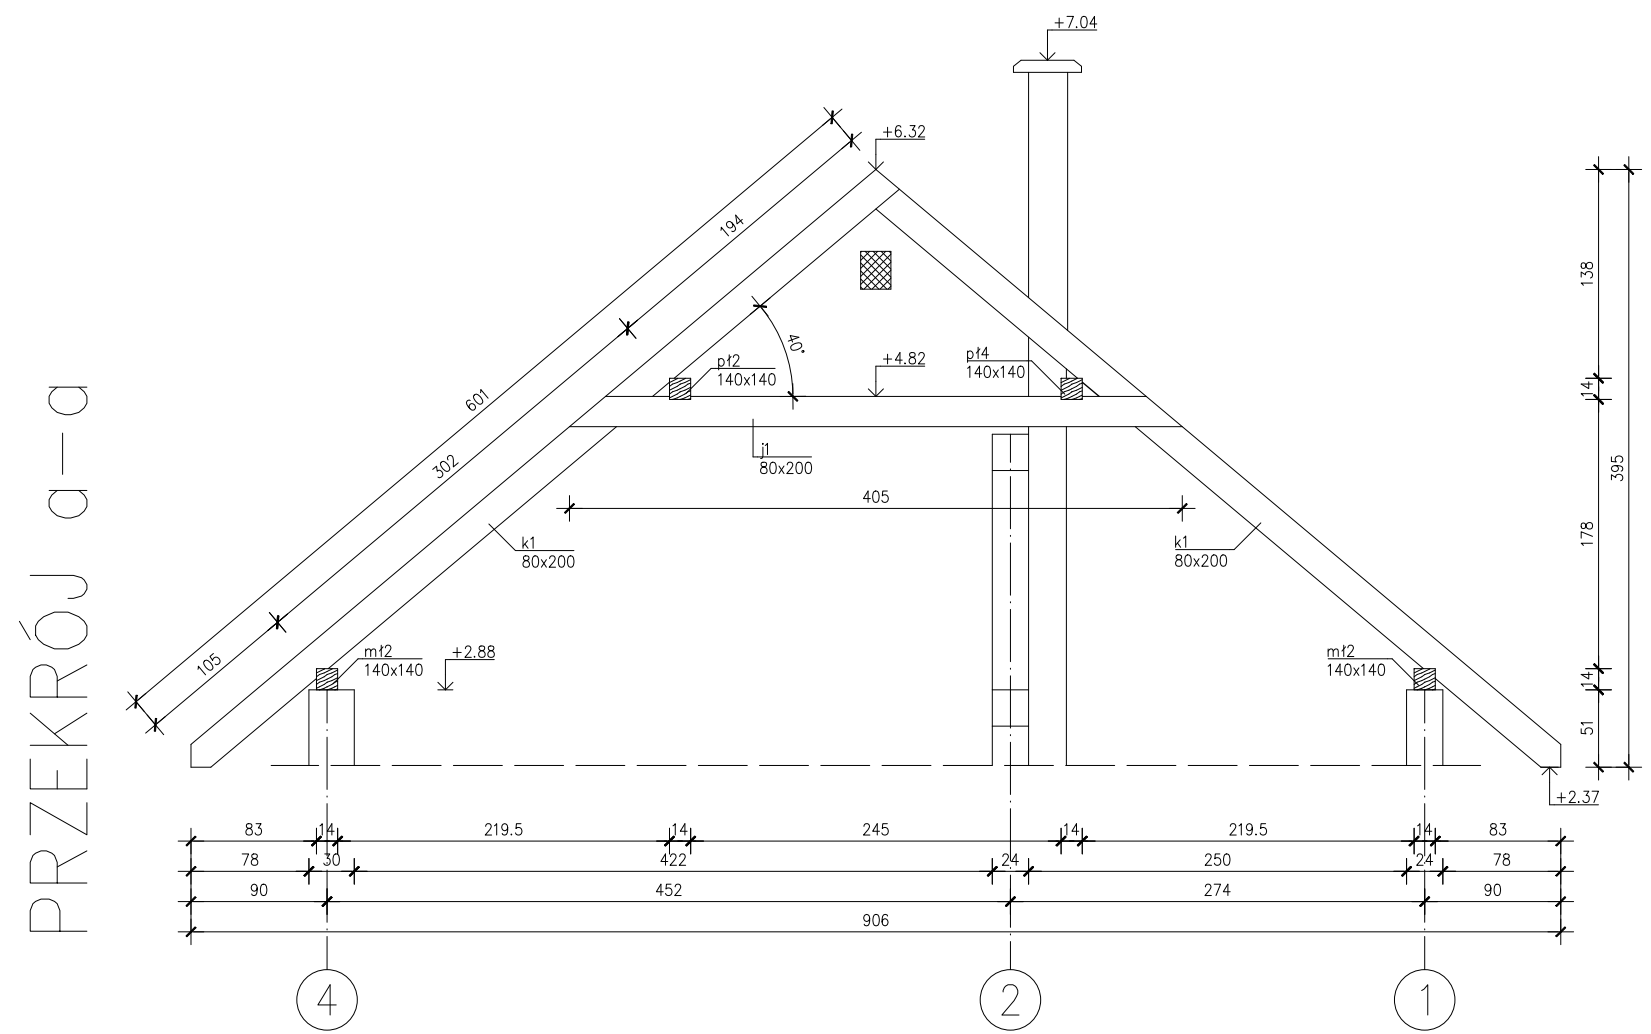 PRZEKRÓJ a-a
+7.04
+6.32
194
138
40°
pł2
140x140
+4.82
pł4
140x140
14
601
302
j1
80x200
395
405
178
k1
80x200
k1
80x200
105
mł2
140x140
+2.88
mł2
140x140
14
51
+2.37
83 14 219.5 14 245 14 219.5 14 83
78 30 422 24 250 24 78
90 452 274 90
906
4 2 1